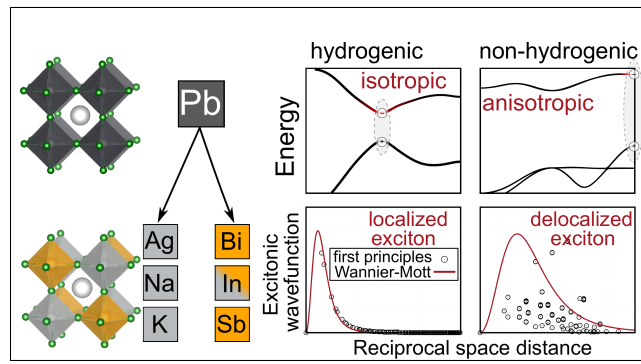 hydrogenic
non-hydrogenic
Pb
Ag
Na
K
Bi
In
Sb
Energy
isotropic
anisotropic
Excitonic
wavefunction
localized
exciton
first principles
Wannier-Mott
delocalized
exciton
Reciprocal space distance